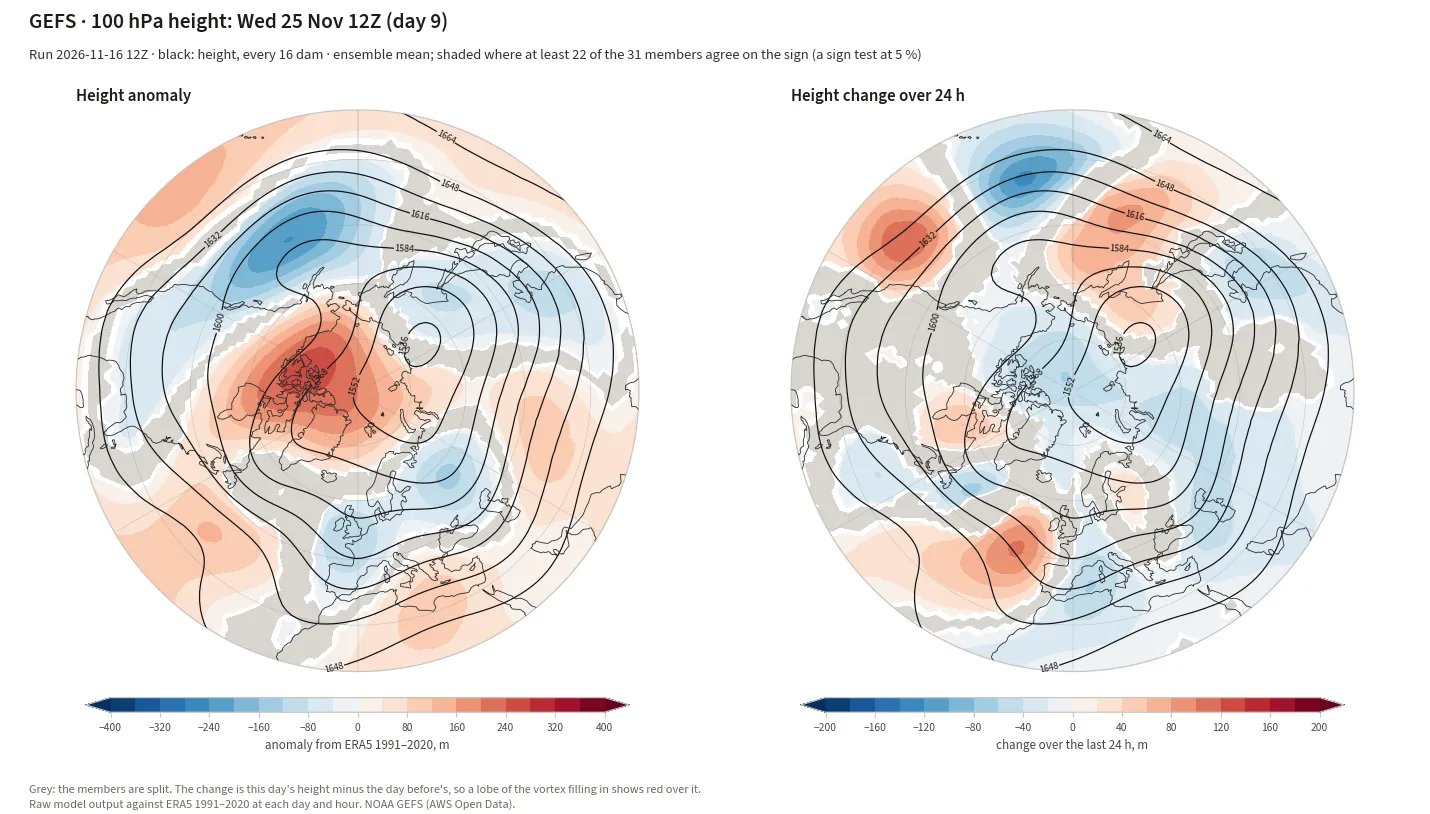 GEFS · 100 hPa height: Wed 25 Nov 12Z (day 9)
Run 2026-11-16 12Z · black: height, every 16 dam · ensemble mean; shaded where at least 22 of the 31 members agree on the sign (a sign test at 5 %)
Height anomaly
Height change over 24 h
1664
1648
1632
1616
1584
1600
1536
1552
1648
1664
1648
1632
1616
1584
1600
1536
1552
1648
−400 −320 −240 −160 −80 0 80 160 240 320 400
anomaly from ERA5 1991–2020, m
−200 −160 −120 −80 −40 0 40 80 120 160 200
change over the last 24 h, m
Grey: the members are split. The change is this day's height minus the day before's, so a lobe of the vortex filling in shows red over it.
Raw model output against ERA5 1991–2020 at each day and hour. NOAA GEFS (AWS Open Data).